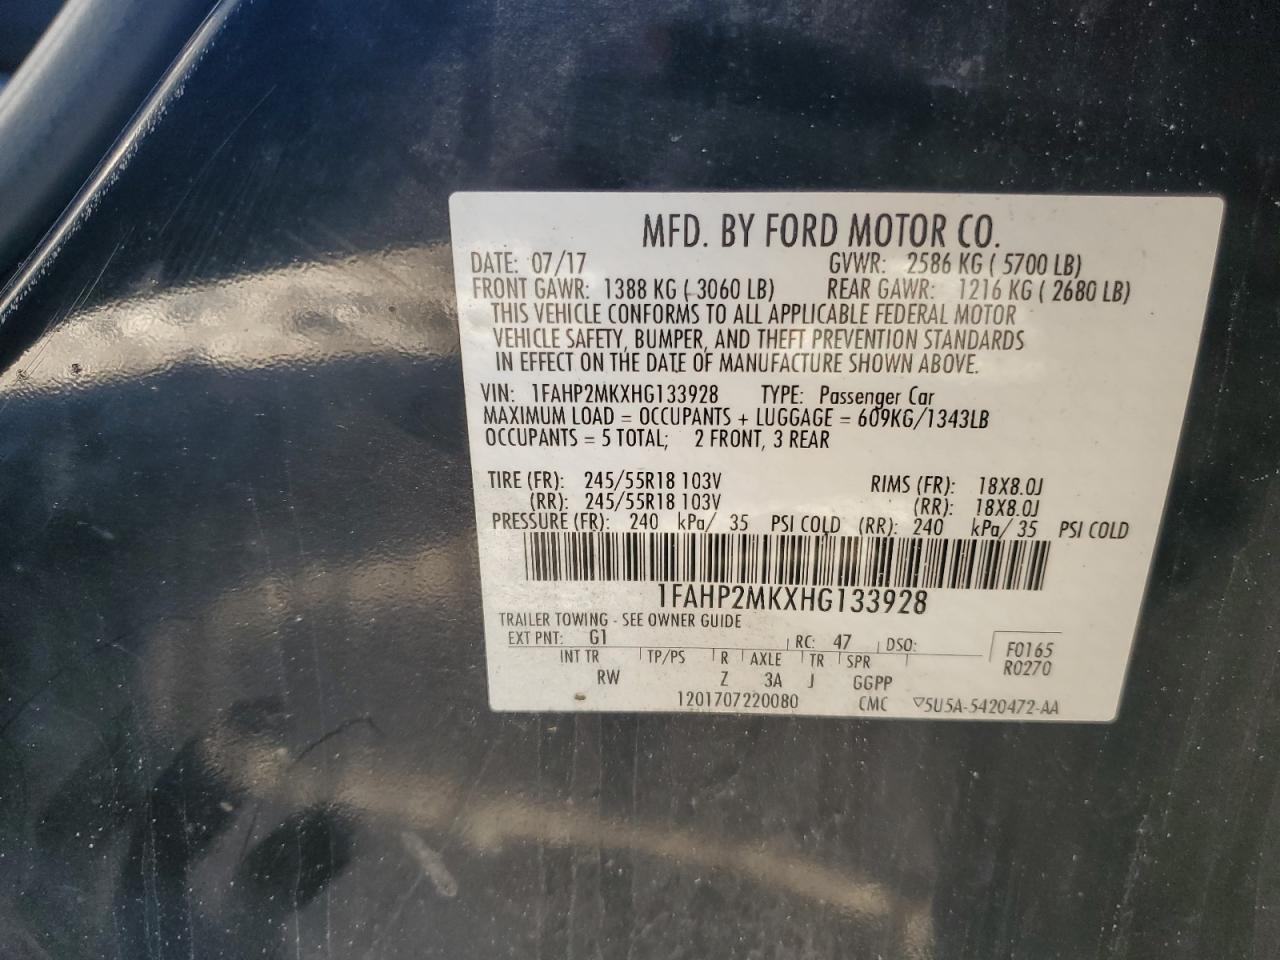 MFD. BY FORD MOTOR CO.
DATE: 07/17 GVWR: 2586 KG ( 5700 LB)
FRONT GAWR: 1388 KG ( 3060 LB) REAR GAWR: 1216 KG ( 2680 LB)
THIS VEHICLE CONFORMS TO ALL APPLICABLE FEDERAL MOTOR
VEHICLE SAFETY, BUMPER, AND THEFT PREVENTION STANDARDS
IN EFFECT ON THE DATE OF MANUFACTURE SHOWN ABOVE.
VIN: 1FAHP2MKXHG133928 TYPE: Passenger Car
MAXIMUM LOAD = OCCUPANTS + LUGGAGE = 609KG/1343LB
OCCUPANTS = 5 TOTAL; 2 FRONT, 3 REAR
TIRE (FR): 245/55R18 103V RIMS (FR): 18X8.0J
(RR): 245/55R18 103V (RR): 18X8.0J
PRESSURE (FR): 240 kPa/ 35 PSI COLD (RR): 240 kPa/ 35 PSI COLD
1FAHP2MKXHG133928
TRAILER TOWING - SEE OWNER GUIDE
EXT PNT: G1 RC: 47 DSO: F0165
INT TR TP/PS R AXLE TR SPR R0270
RW Z 3A J GGPP
1201707220080 CMC ▽5U5A-5420472-AA